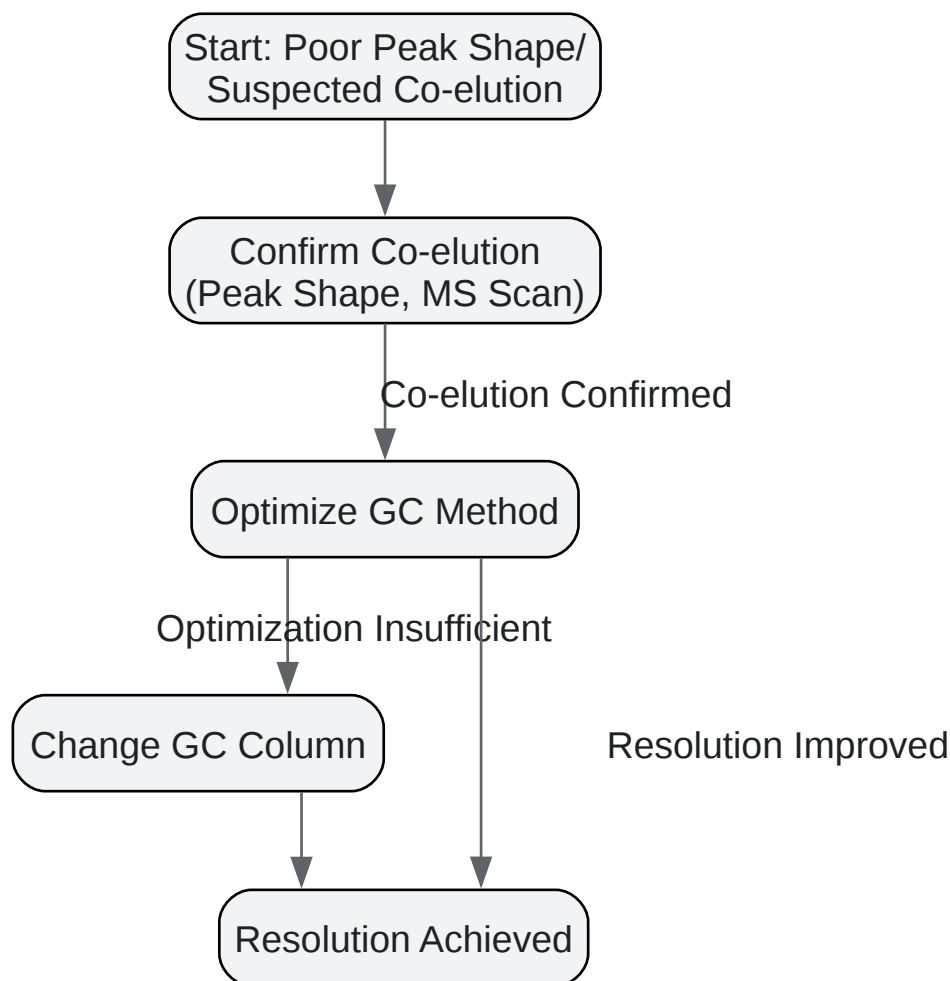 Start: Poor Peak Shape/
Suspected Co-elution
Confirm Co-elution
(Peak Shape, MS Scan)
Co-elution Confirmed
Optimize GC Method
Optimization Insufficient
Change GC Column
Resolution Improved
Resolution Achieved